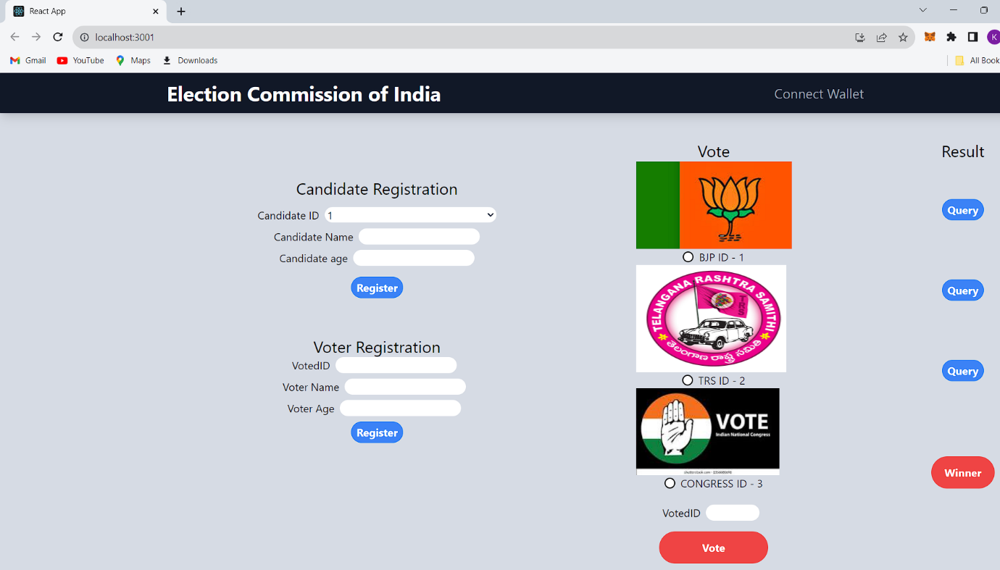 React App
localhost:3001
K
Gmail YouTube Maps Downloads All Book
Election Commission of India Connect Wallet
Candidate Registration
Candidate ID 1
Candidate Name
Candidate age
Register
Voter Registration
VotedID
Voter Name
Voter Age
Register
Vote
BJP ID - 1
TELANGANA RASHTRA SAMITHI
TRS
తెలంగాణ రాష్ట్ర సమితి
TRS ID - 2
VOTE
Indian National Congress
CONGRESS ID - 3
VotedID
Vote
Result
Query
Query
Query
Winner